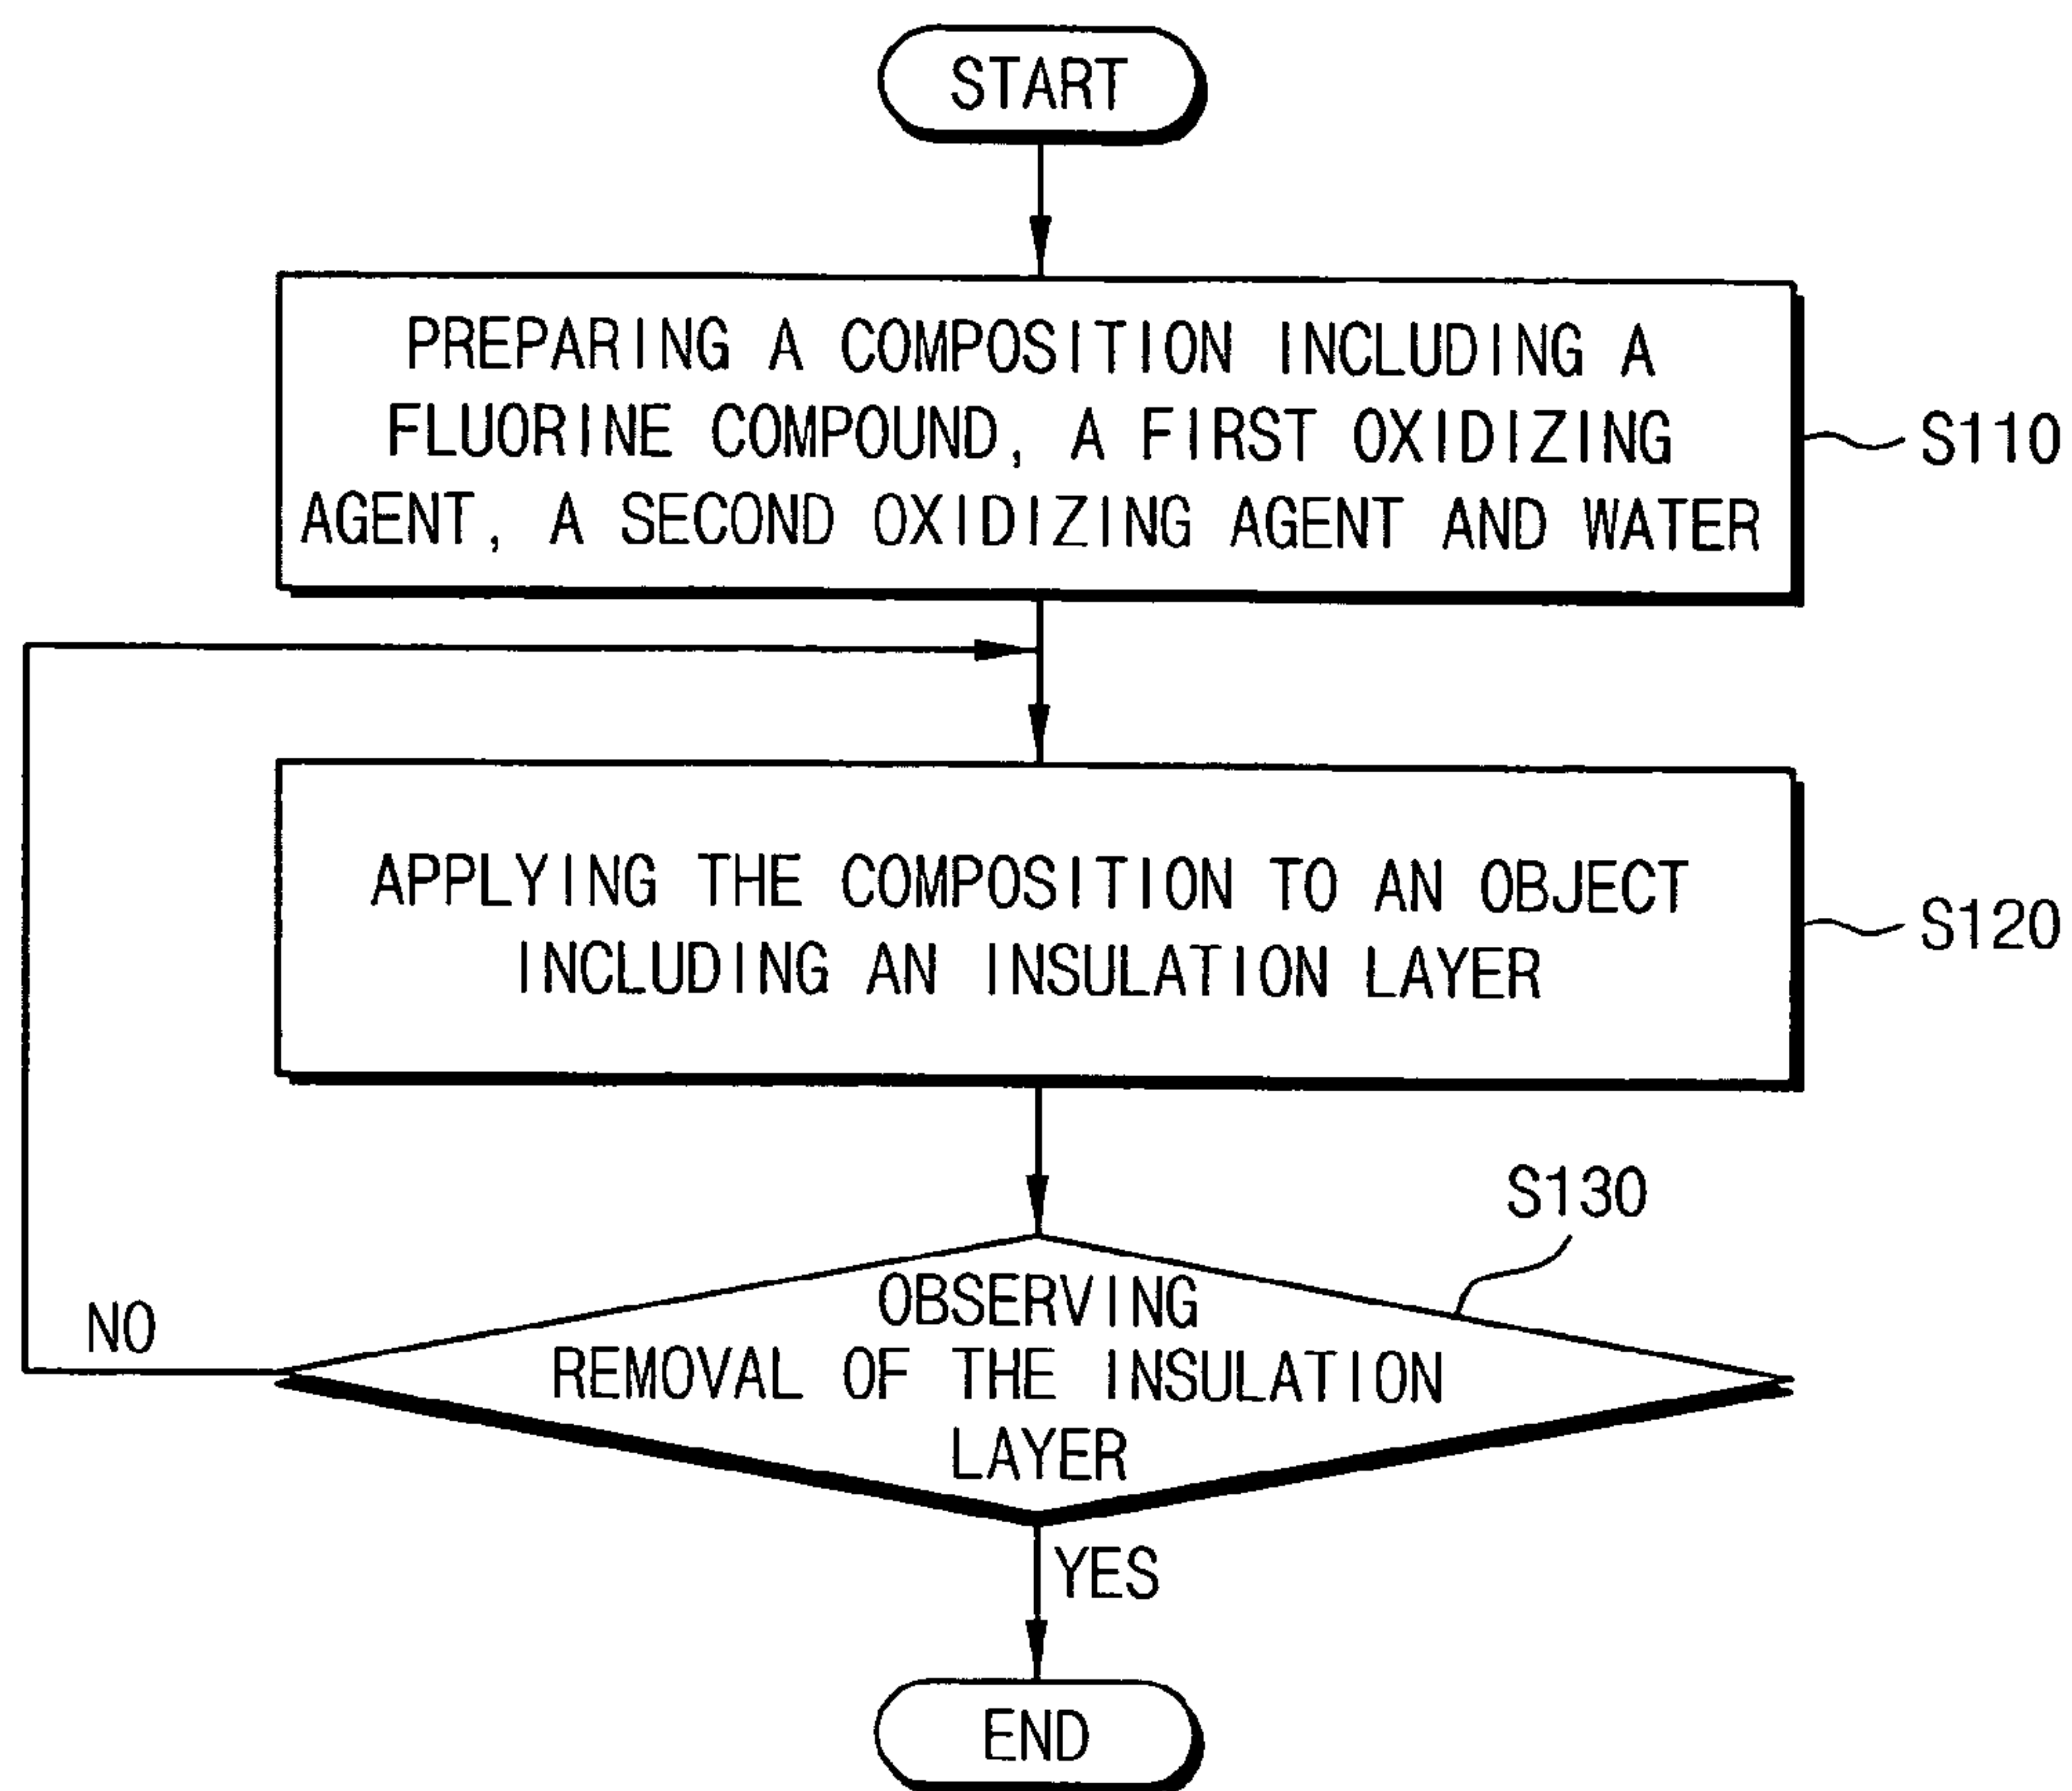 START
PREPARING A COMPOSITION INCLUDING A
FLUORINE COMPOUND, A FIRST OXIDIZING
AGENT, A SECOND OXIDIZING AGENT AND WATER
S110
APPLYING THE COMPOSITION TO AN OBJECT
INCLUDING AN INSULATION LAYER
S120
S130
OBSERVING
REMOVAL OF THE INSULATION
LAYER
NO
YES
END